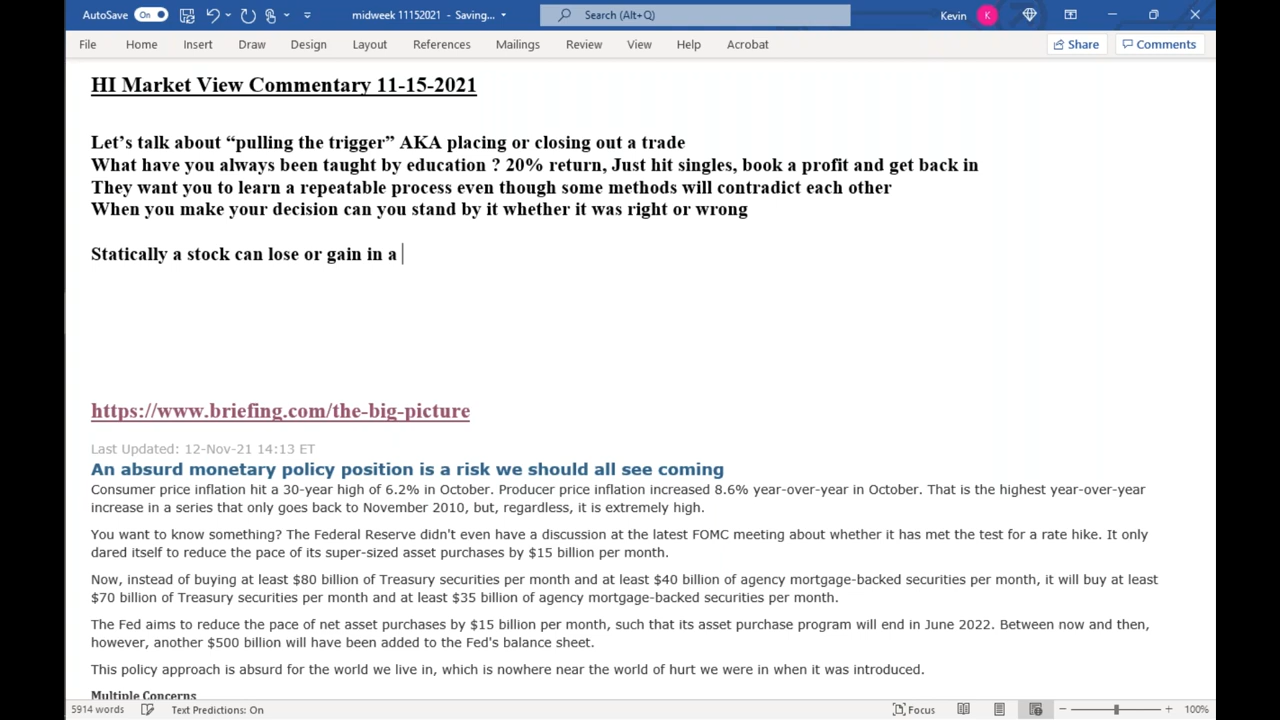 AutoSave On midweek 11152021 - Saving... Search (Alt+Q) Kevin K
File Home Insert Draw Design Layout References Mailings Review View Help Acrobat Share Comments
HI Market View Commentary 11-15-2021
Let's talk about “pulling the trigger” AKA placing or closing out a trade
What have you always been taught by education ? 20% return, Just hit singles, book a profit and get back in
They want you to learn a repeatable process even though some methods will contradict each other
When you make your decision can you stand by it whether it was right or wrong
Statically a stock can lose or gain in a
https://www.briefing.com/the-big-picture
Last Updated: 12-Nov-21 14:13 ET
An absurd monetary policy position is a risk we should all see coming
Consumer price inflation hit a 30-year high of 6.2% in October. Producer price inflation increased 8.6% year-over-year in October. That is the highest year-over-year
increase in a series that only goes back to November 2010, but, regardless, it is extremely high.
You want to know something? The Federal Reserve didn't even have a discussion at the latest FOMC meeting about whether it has met the test for a rate hike. It only
dared itself to reduce the pace of its super-sized asset purchases by $15 billion per month.
Now, instead of buying at least $80 billion of Treasury securities per month and at least $40 billion of agency mortgage-backed securities per month, it will buy at least
$70 billion of Treasury securities per month and at least $35 billion of agency mortgage-backed securities per month.
The Fed aims to reduce the pace of net asset purchases by $15 billion per month, such that its asset purchase program will end in June 2022. Between now and then,
however, another $500 billion will have been added to the Fed's balance sheet.
This policy approach is absurd for the world we live in, which is nowhere near the world of hurt we were in when it was introduced.
Multiple Concerns
5914 words Text Predictions: On Focus 100%